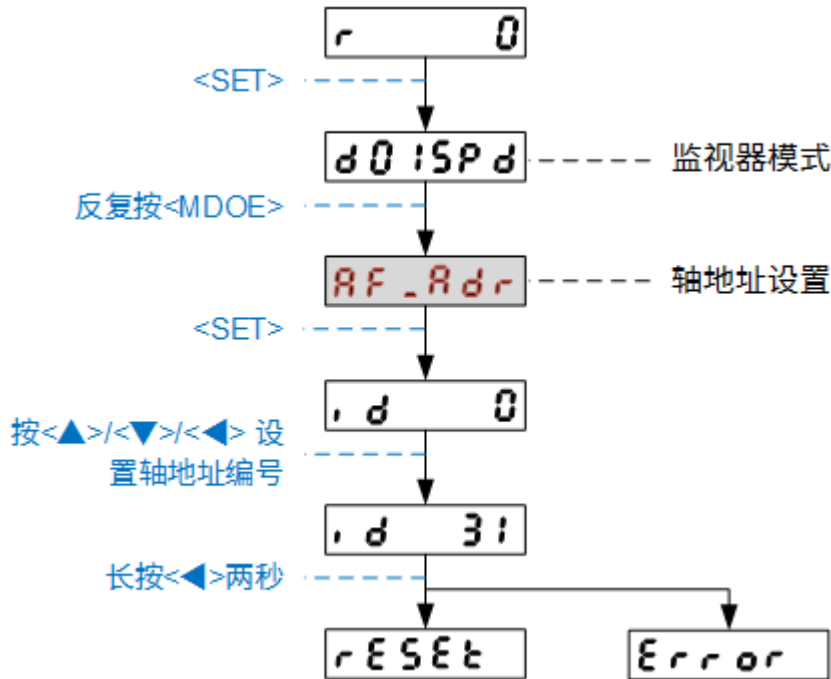 r 0
<SET>
d01SPd
监视器模式
反复按<MDOE>
AF_Adr
轴地址设置
<SET>
id 0
按<▲>/<▼>/<◀> 设
置轴地址编号
id 31
长按<◀>两秒
rESEt
Error